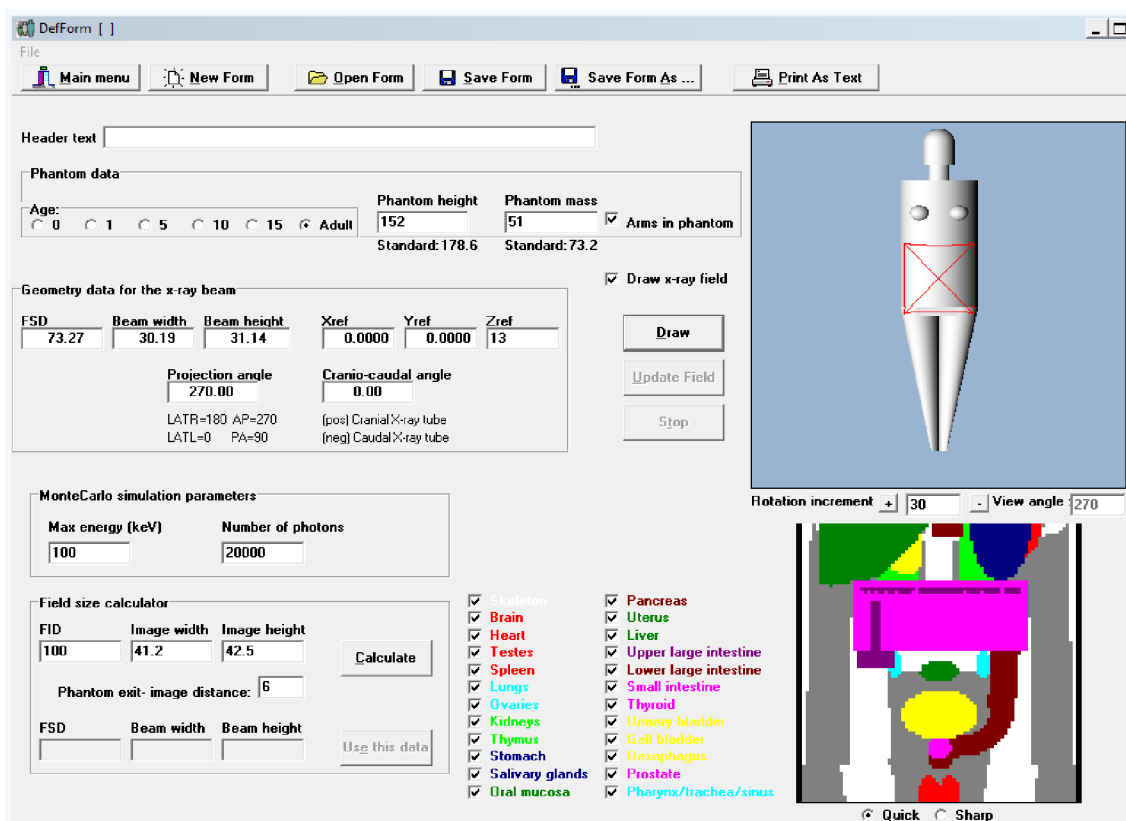 DefForm [ ]
File
Main menu New Form Open Form Save Form Save Form As ... Print As Text
Header text
Phantom data
Age:
0 1 5 10 15 Adult
Phantom height Phantom mass
152 51 Arms in phantom
Standard: 178.6 Standard: 73.2
Draw x-ray field
Geometry data for the x-ray beam
FSD Beam width Beam height Xref Yref Zref
73.27 30.19 31.14 0.0000 0.0000 13
Draw
Projection angle Cranio-caudal angle
270.00 0.00
Update Field
LATR=180 AP=270 (pos) Cranial X-ray tube
LATL=0 PA=90 (neg) Caudal X-ray tube
Stop
Rotation increment + 30 - View angle : 270
MonteCarlo simulation parameters
Max energy (keV) Number of photons
100 20000
Field size calculator
FID Image width Image height
100 41.2 42.5
Calculate
Phantom exit- image distance: 6
FSD Beam width Beam height
Use this data
Skeleton Pancreas
Brain Uterus
Heart Liver
Testes Upper large intestine
Spleen Lower large intestine
Lungs Small intestine
Ovaries Thyroid
Kidneys Urinary bladder
Thymus Gall bladder
Stomach Oesophagus
Salivary glands Prostate
Oral mucosa Pharynx/trachea/sinus
Quick Sharp